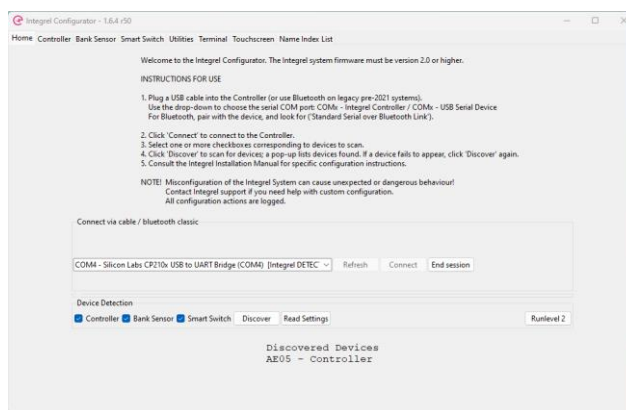 Integrel Configurator - 1.6.4 r50
Home Controller Bank Sensor Smart Switch Utilities Terminal Touchscreen Name Index List
Welcome to the Integrel Configurator. The Integrel system firmware must be version 2.0 or higher.
INSTRUCTIONS FOR USE
1. Plug a USB cable into the Controller (or use Bluetooth on legacy pre-2021 systems).
Use the drop-down to choose the serial COM port: COMx - Integrel Controller / COMx - USB Serial Device
For Bluetooth, pair with the device, and look for ('Standard Serial over Bluetooth Link').
2. Click 'Connect' to connect to the Controller.
3. Select one or more checkboxes corresponding to devices to scan.
4. Click 'Discover' to scan for devices; a pop-up lists devices found. If a device fails to appear, click 'Discover' again.
5. Consult the Integrel Installation Manual for specific configuration instructions.
NOTE! Misconfiguration of the Integrel System can cause unexpected or dangerous behaviour!
Contact Integrel support if you need help with custom configuration.
All configuration actions are logged.
Connect via cable / bluetooth classic
COM4 - Silicon Labs CP210x USB to UART Bridge (COM4) [Integrel DETEC Refresh Connect End session
Device Detection
Controller Bank Sensor Smart Switch Discover Read Settings Runlevel 2
Discovered Devices
AE05 - Controller